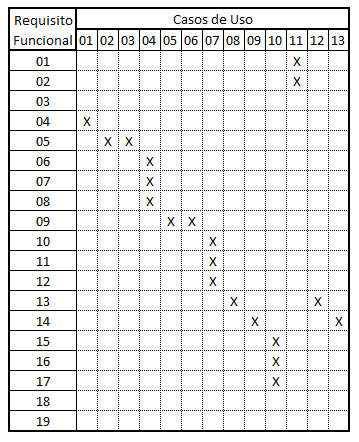 Requisito Funcional Casos de Uso
01 02 03 04 05 06 07 08 09 10 11 12 13
01 X
02 X
03
04 X
05 X X
06 X
07 X
08 X
09 X X
10 X
11 X
12 X
13 X X
14 X X
15 X
16 X
17 X
18
19